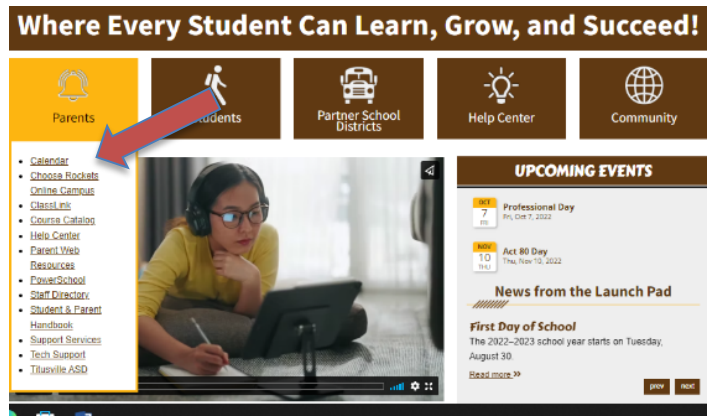 Where Every Student Can Learn, Grow, and Succeed!
Parents
Students
Partner School
Districts
Help Center
Community
Calendar
Choose Rockets
Online Campus
ClassLink
Course Catalog
Help Center
Parent Web
Resources
PowerSchool
Staff Directory
Student & Parent
Handbook
Support Services
Tech Support
Titusville ASD
UPCOMING EVENTS
OCT
7
FRI
Professional Day
Fri, Oct 7, 2022
NOV
10
THU
Act 80 Day
Thu, Nov 10, 2022
News from the Launch Pad
First Day of School
The 2022–2023 school year starts on Tuesday,
August 30.
Read more »
prev
next